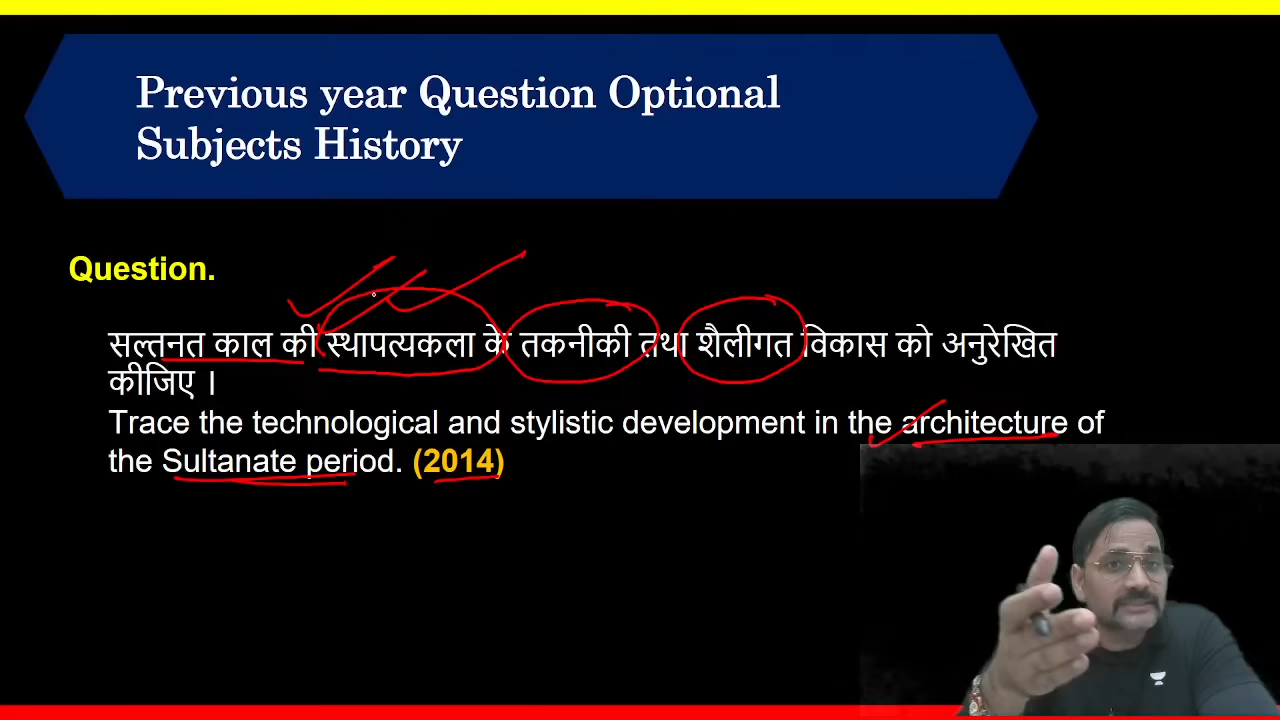 Previous year Question Optional
Subjects History
Question.
सल्तनत काल की स्थापत्यकला के तकनीकी तथा शैलीगत विकास को अनुरेखित
कीजिए ।
Trace the technological and stylistic development in the architecture of
the Sultanate period. (2014)